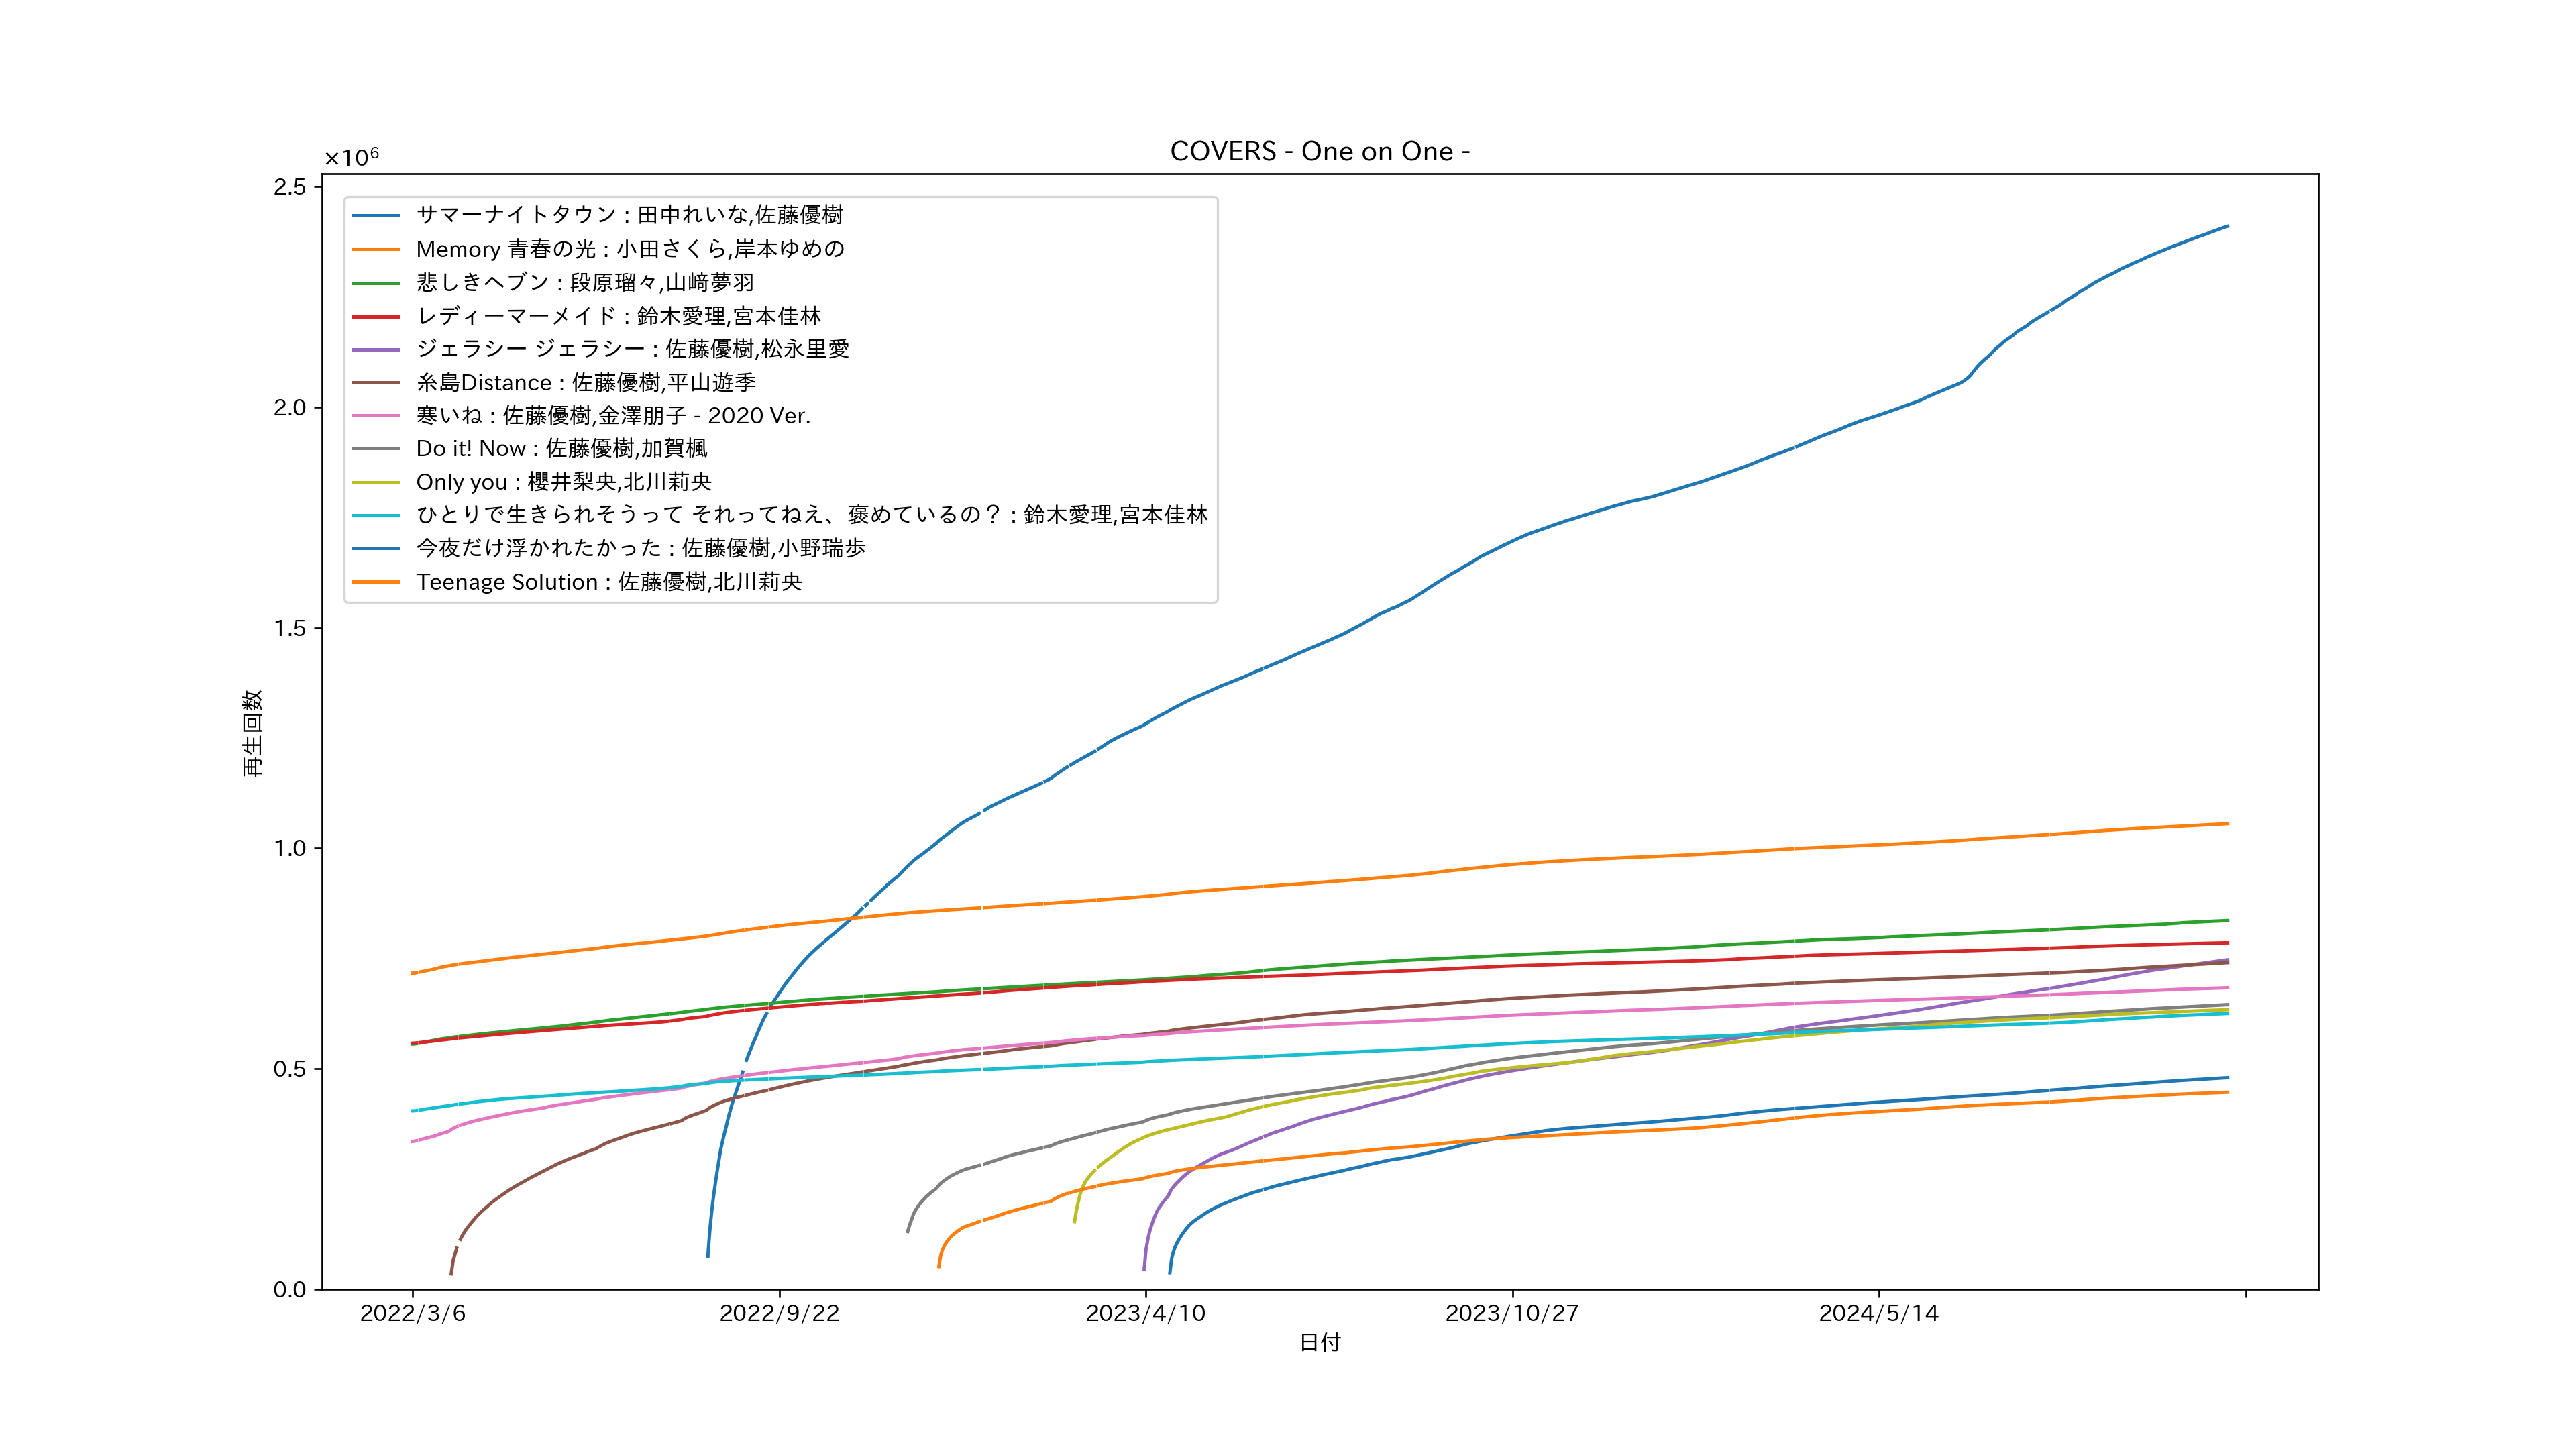 COVERS - One on One -
×10⁶
2.5
2.0
1.5
1.0
0.5
0.0
サマーナイトタウン : 田中れいな,佐藤優樹
Memory 青春の光 : 小田さくら,岸本ゆめの
悲しきヘブン : 段原瑠々,山﨑夢羽
レディーマーメイド : 鈴木愛理,宮本佳林
ジェラシー ジェラシー : 佐藤優樹,松永里愛
糸島Distance : 佐藤優樹,平山遊季
寒いね : 佐藤優樹,金澤朋子 - 2020 Ver.
Do it! Now : 佐藤優樹,加賀楓
Only you : 櫻井梨央,北川莉央
ひとりで生きられそうって それってねえ、褒めているの？ : 鈴木愛理,宮本佳林
今夜だけ浮かれたかった : 佐藤優樹,小野瑞歩
Teenage Solution : 佐藤優樹,北川莉央
再生回数
2022/3/6 2022/9/22 2023/4/10 2023/10/27 2024/5/14
日付